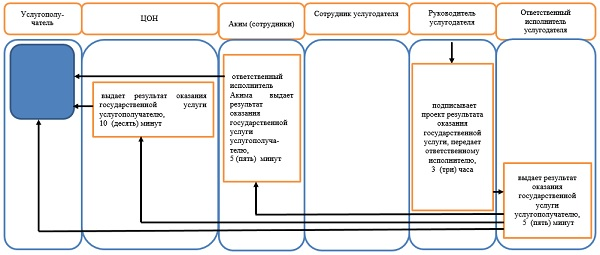 Услугополу-
чатель
ЦОН
Аким (сотрудники)
Сотрудник услугодателя
Руководитель
услугодателя
Ответственный
исполнитель
услугодателя
выдает результат оказания
государственной услуги
услугополучателю,
10 (десять) минут
ответственный
исполнитель
Акима выдает
результат
оказания
государственной
услуги
услугополуча-
телю,
5 (пять) минут
подписывает
проект результата
оказания
государственной
услуги, передает
ответственному
исполнителю,
3 (три) часа
выдает результат
оказания
государственной
услуги
услугополучателю,
5 (пять) минут